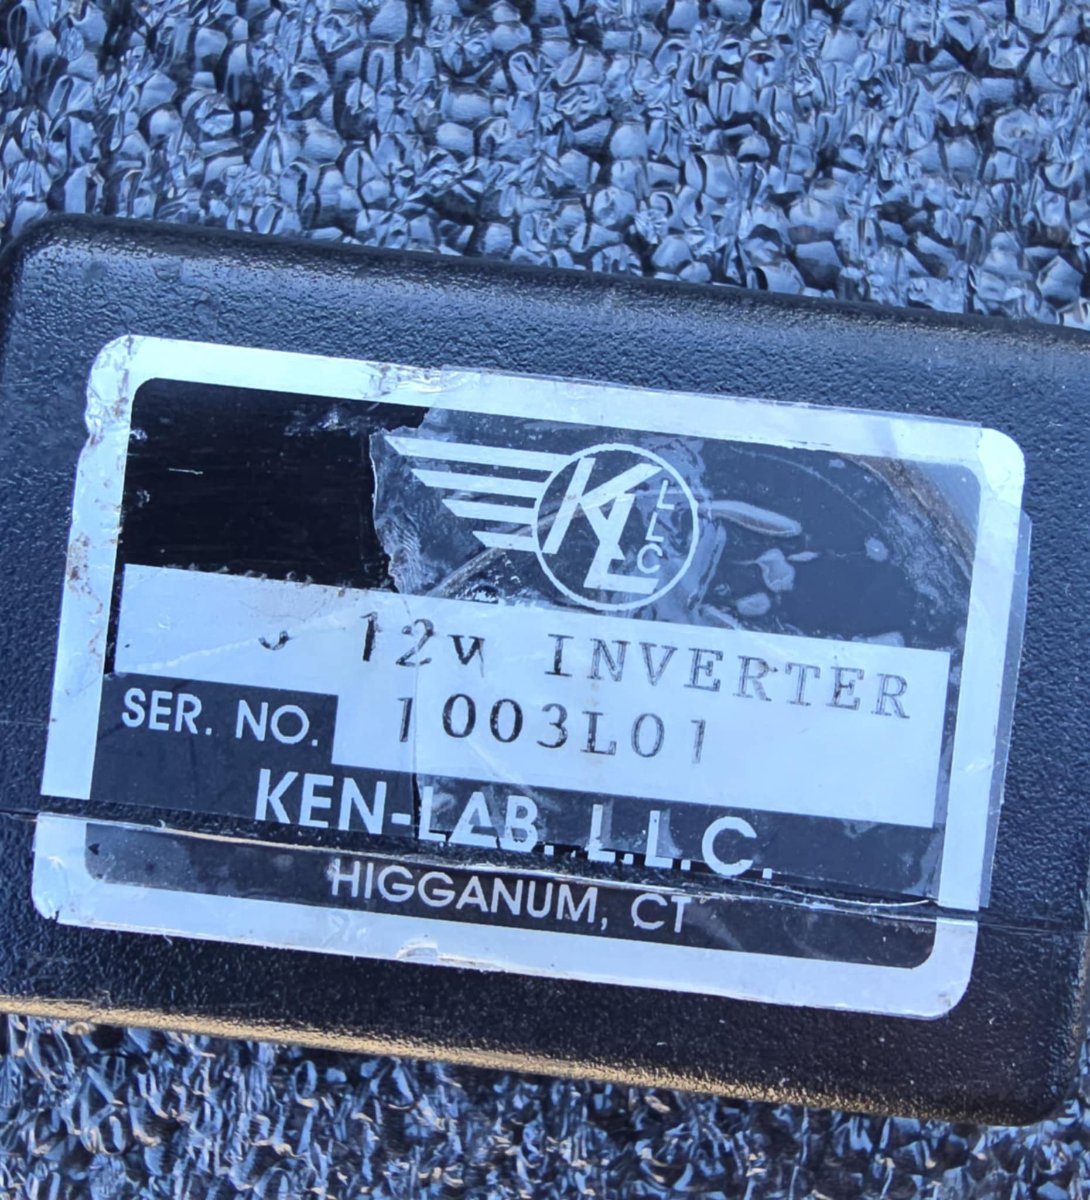 KL LLC
12v INVERTER
SER. NO. 1003L01
KEN-LAB. L.L.C.
HIGGANUM, CT